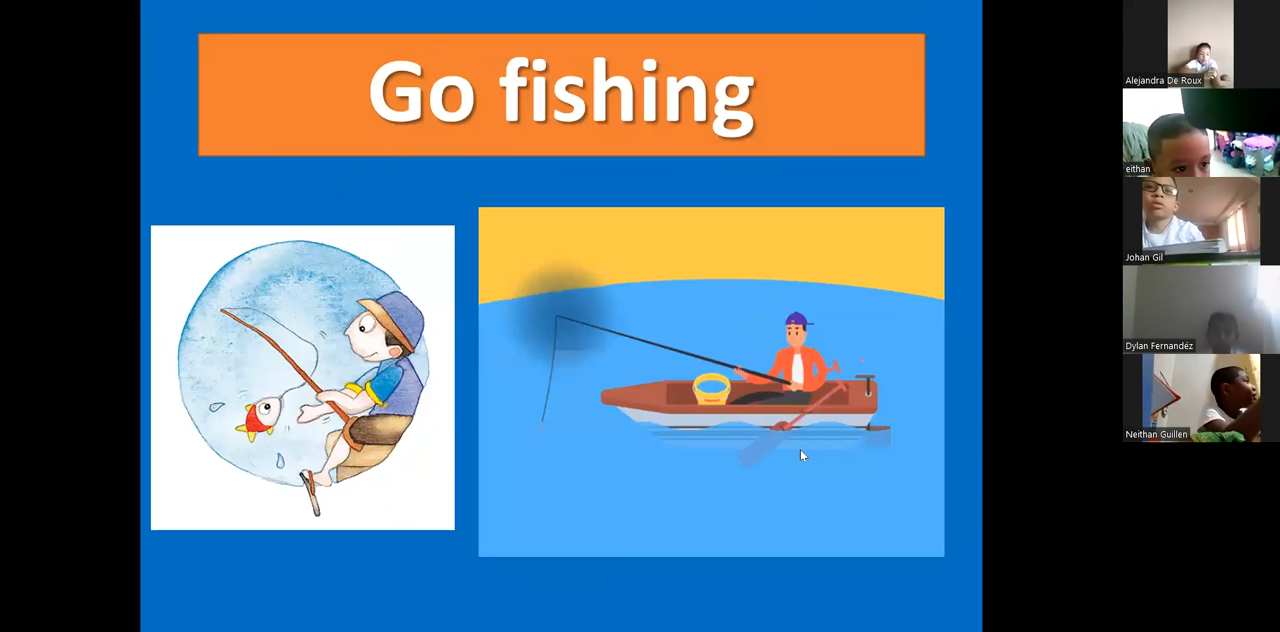 Go fishing
Alejandra De Roux
eithan
Johan Gil
Dylan Fernandéz
Neithan Guillen